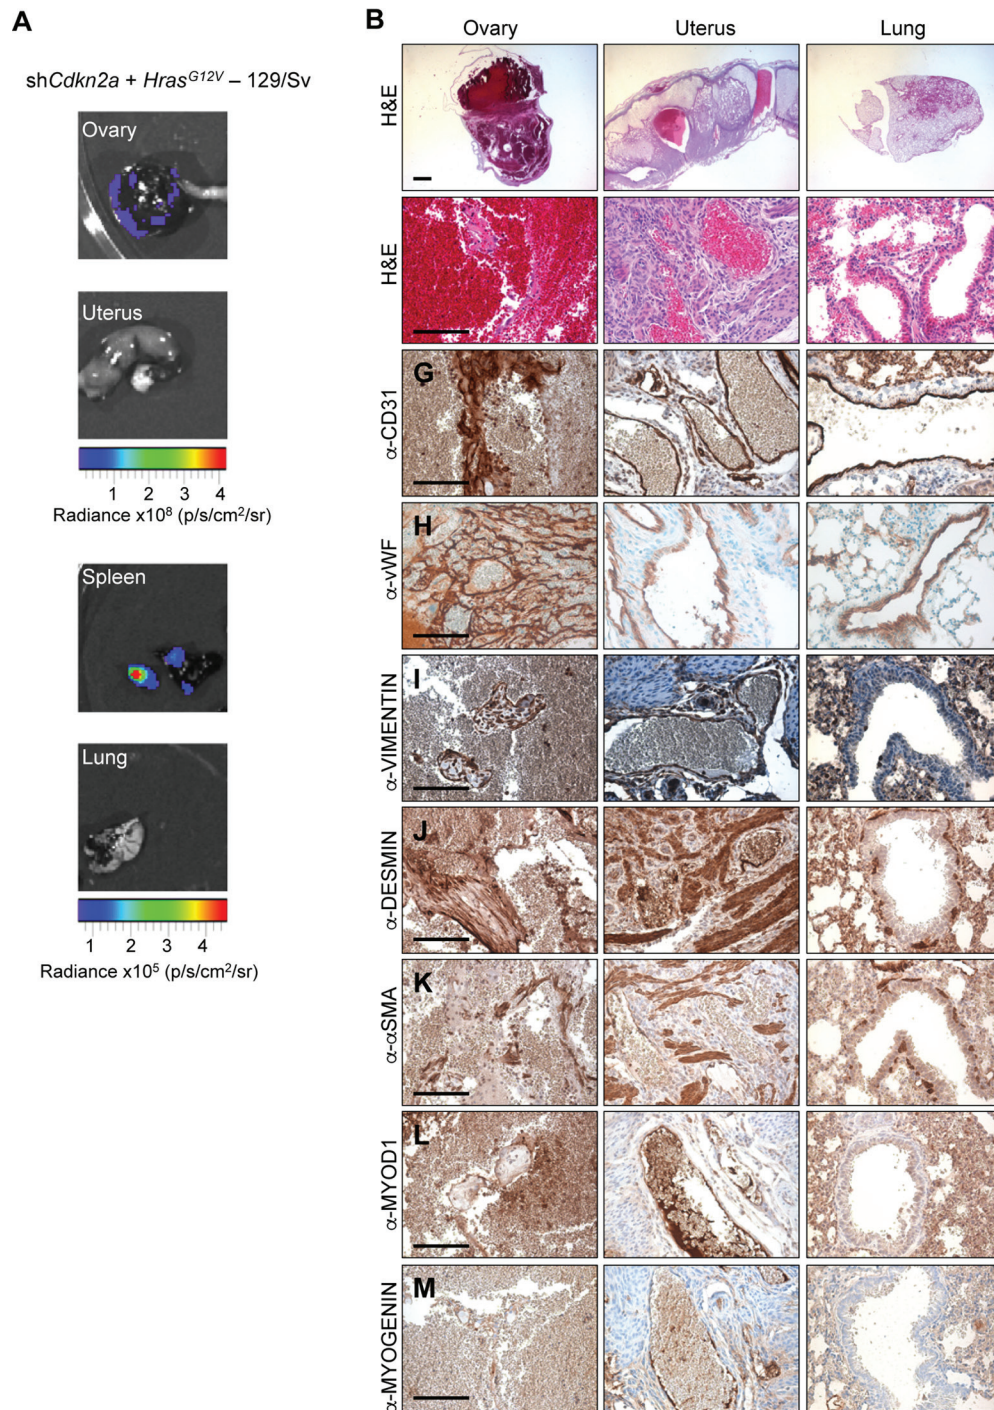 A
shCdkn2a + HrasG12V – 129/Sv
Ovary
Uterus
1 2 3 4
Radiance x10⁸ (p/s/cm²/sr)
Spleen
Lung
1 2 3 4
Radiance x10⁵ (p/s/cm²/sr)
B
Ovary Uterus Lung
H&E
H&E
G
α-CD31
H
α-vWF
I
α-VIMENTIN
J
α-DESMIN
K
α-αSMA
L
α-MYOD1
M
α-MYOGENIN